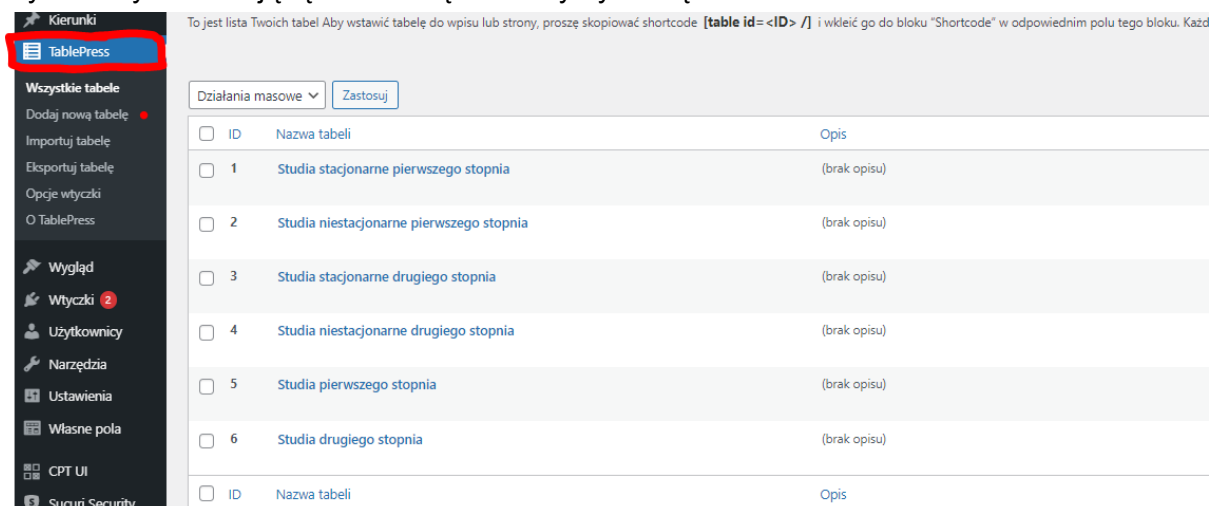 Kierunki
To jest lista Twoich tabel Aby wstawić tabelę do wpisu lub strony, proszę skopiować shortcode [table id=<ID> /] i wkleić go do bloku "Shortcode" w odpowiednim polu tego bloku. Każd
TablePress
Wszystkie tabele
Dodaj nową tabelę
Importuj tabelę
Eksportuj tabelę
Opcje wtyczki
O TablePress
Wygląd
Wtyczki 2
Użytkownicy
Narzędzia
Ustawienia
Własne pola
CPT UI
Sucuri Security
Działania masowe Zastosuj
ID Nazwa tabeli Opis
1 Studia stacjonarne pierwszego stopnia (brak opisu)
2 Studia niestacjonarne pierwszego stopnia (brak opisu)
3 Studia stacjonarne drugiego stopnia (brak opisu)
4 Studia niestacjonarne drugiego stopnia (brak opisu)
5 Studia pierwszego stopnia (brak opisu)
6 Studia drugiego stopnia (brak opisu)
ID Nazwa tabeli Opis